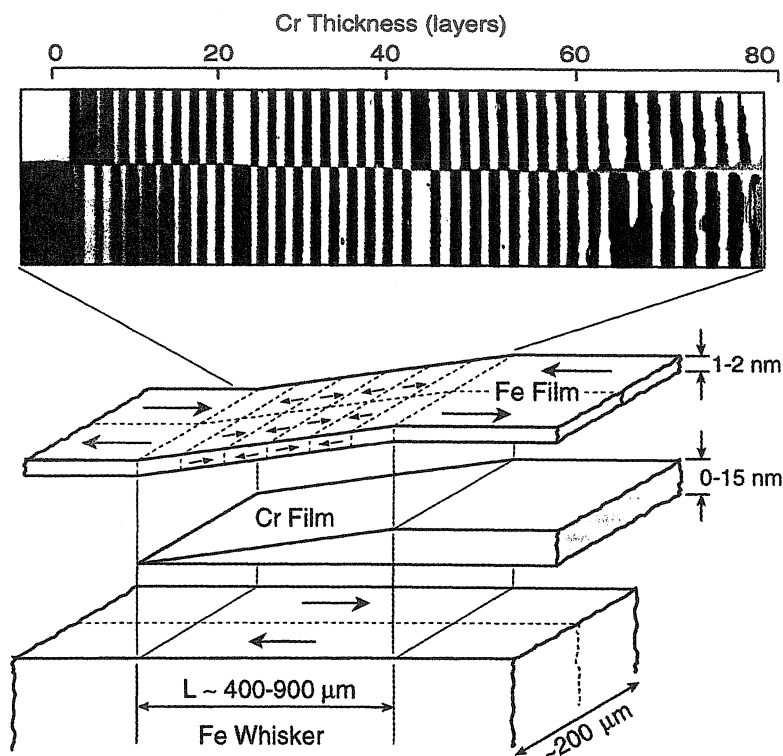 Cr Thickness (layers)
0 20 40 60 80
1-2 nm
Fe Film
0-15 nm
Cr Film
L ~ 400-900 μm
Fe Whisker
~200 μm